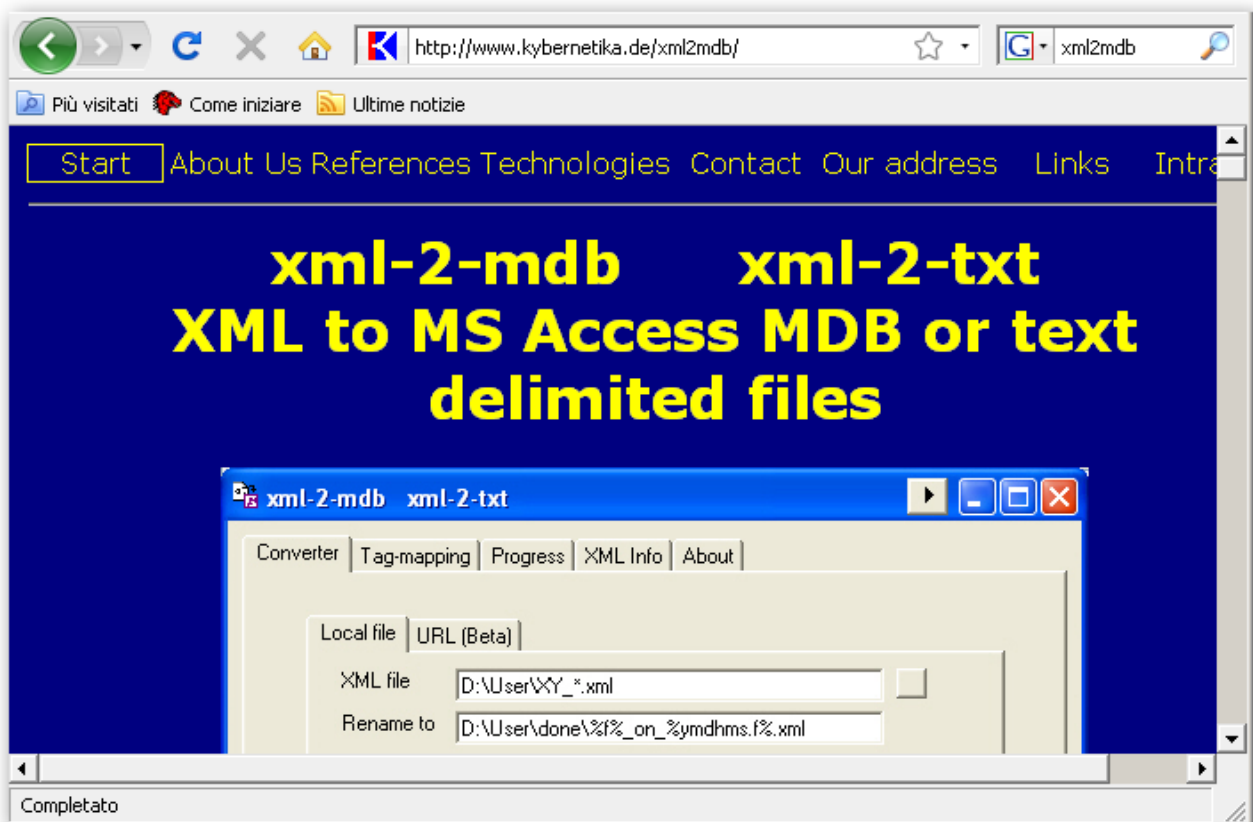 http://www.kybernetika.de/xml2mdb/ xml2mdb
Più visitati Come iniziare Ultime notizie
Start About Us References Technologies Contact Our address Links Intra
xml-2-mdb xml-2-txt
XML to MS Access MDB or text
delimited files
xml-2-mdb xml-2-txt
Converter Tag-mapping Progress XML Info About
Local file URL (Beta)
XML file D:\User\XY_*.xml
Rename to D:\User\done\%f%_on_%ymdhms.f%.xml
Completato